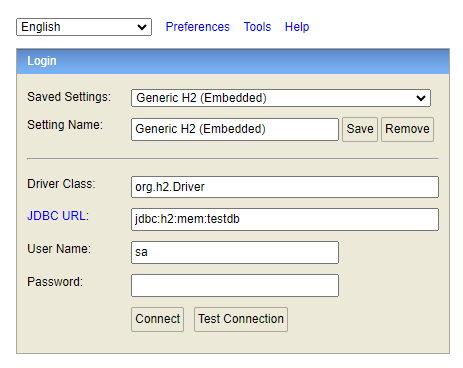 English Preferences Tools Help
Login
Saved Settings: Generic H2 (Embedded)
Setting Name: Generic H2 (Embedded) Save Remove
Driver Class: org.h2.Driver
JDBC URL: jdbc:h2:mem:testdb
User Name: sa
Password:
Connect Test Connection